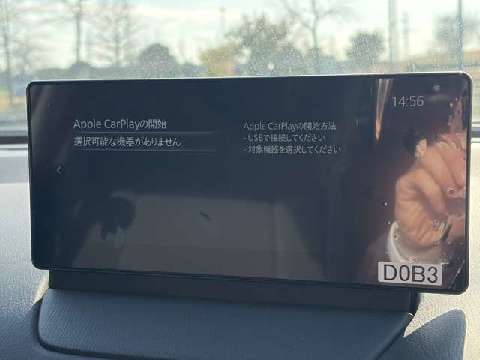 14:56
Apple CarPlayの開始
選択可能な機器がありません
Apple CarPlayの開始方法
- USBで接続してください
- 対象機器を選択してください
D0B3